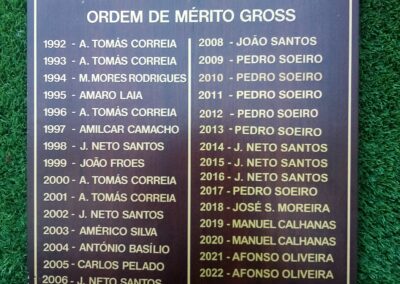 ORDEM DE MÉRITO GROSS
1992 - A. TOMÁS CORREIA
1993 - A. TOMÁS CORREIA
1994 - M. MORES RODRIGUES
1995 - AMARO LAIA
1996 - A. TOMÁS CORREIA
1997 - AMILCAR CAMACHO
1998 - J. NETO SANTOS
1999 - JOÃO FROES
2000 - A. TOMÁS CORREIA
2001 - A. TOMÁS CORREIA
2002 - J. NETO SANTOS
2003 - AMÉRICO SILVA
2004 - ANTÓNIO BASÍLIO
2005 - CARLOS PELADO
2006 - J. NETO SANTOS
2008 - JOÃO SANTOS
2009 - PEDRO SOEIRO
2010 - PEDRO SOEIRO
2011 - PEDRO SOEIRO
2012 - PEDRO SOEIRO
2013 - PEDRO SOEIRO
2014 - J. NETO SANTOS
2015 - J. NETO SANTOS
2016 - J. NETO SANTOS
2017 - PEDRO SOEIRO
2018 - JOSÉ S. MOREIRA
2019 - MANUEL CALHANAS
2020 - MANUEL CALHANAS
2021 - AFONSO OLIVEIRA
2022 - AFONSO OLIVEIRA